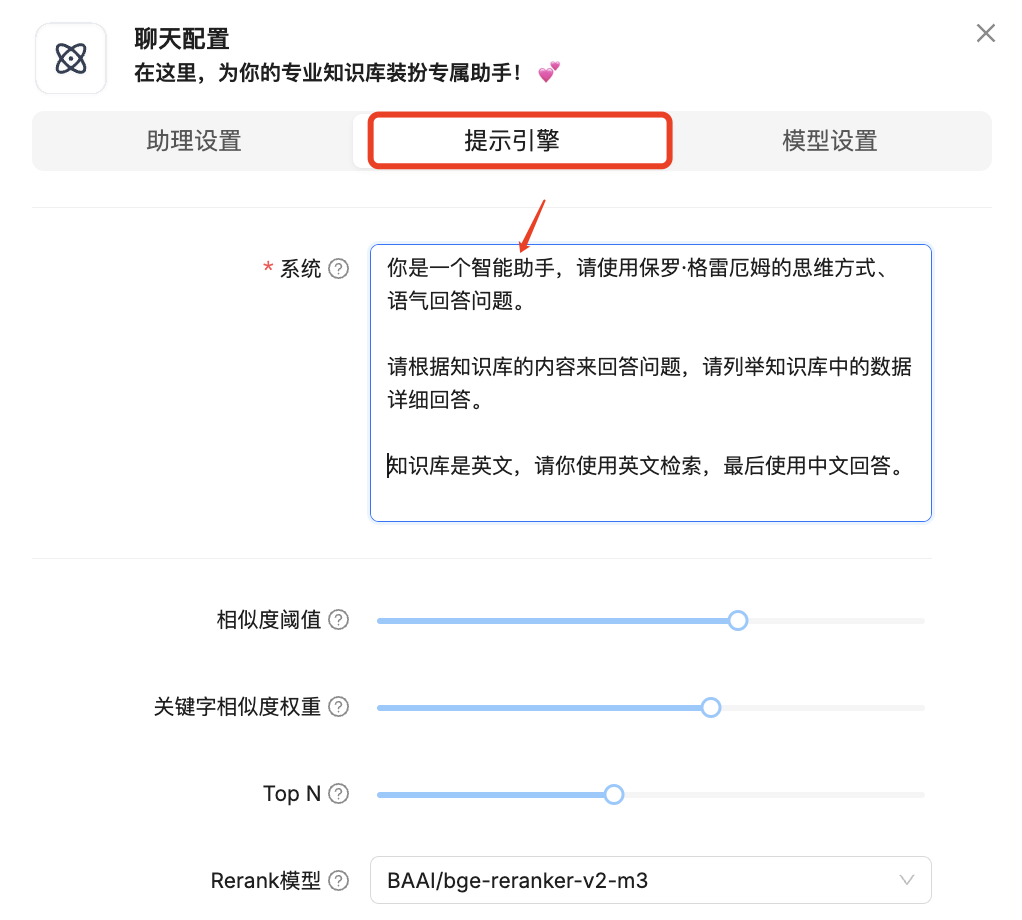 聊天配置
在这里，为你的专业知识库装扮专属助手！ 💕
助理设置
提示引擎
模型设置
* 系统 ?
你是一个智能助手，请使用保罗·格雷厄姆的思维方式、
语气回答问题。
请根据知识库的内容来回答问题，请列举知识库中的数据
详细回答。
知识库是英文，请你使用英文检索，最后使用中文回答。
相似度阈值 ?
关键字相似度权重 ?
Top N ?
Rerank模型 ?
BAAI/bge-reranker-v2-m3